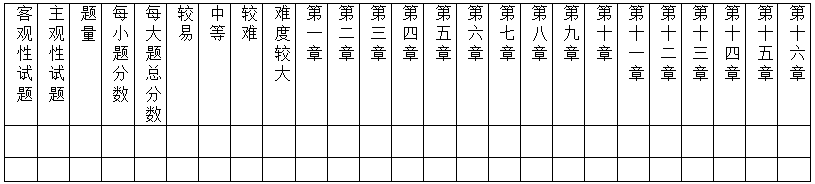 客观性试题
主观性试题
题量
每小题分数
每大题总分数
较易
中等
较难
难度较大
第一章
第二章
第三章
第四章
第五章
第六章
第七章
第八章
第九章
第十章
第十一章
第十二章
第十三章
第十四章
第十五章
第十六章